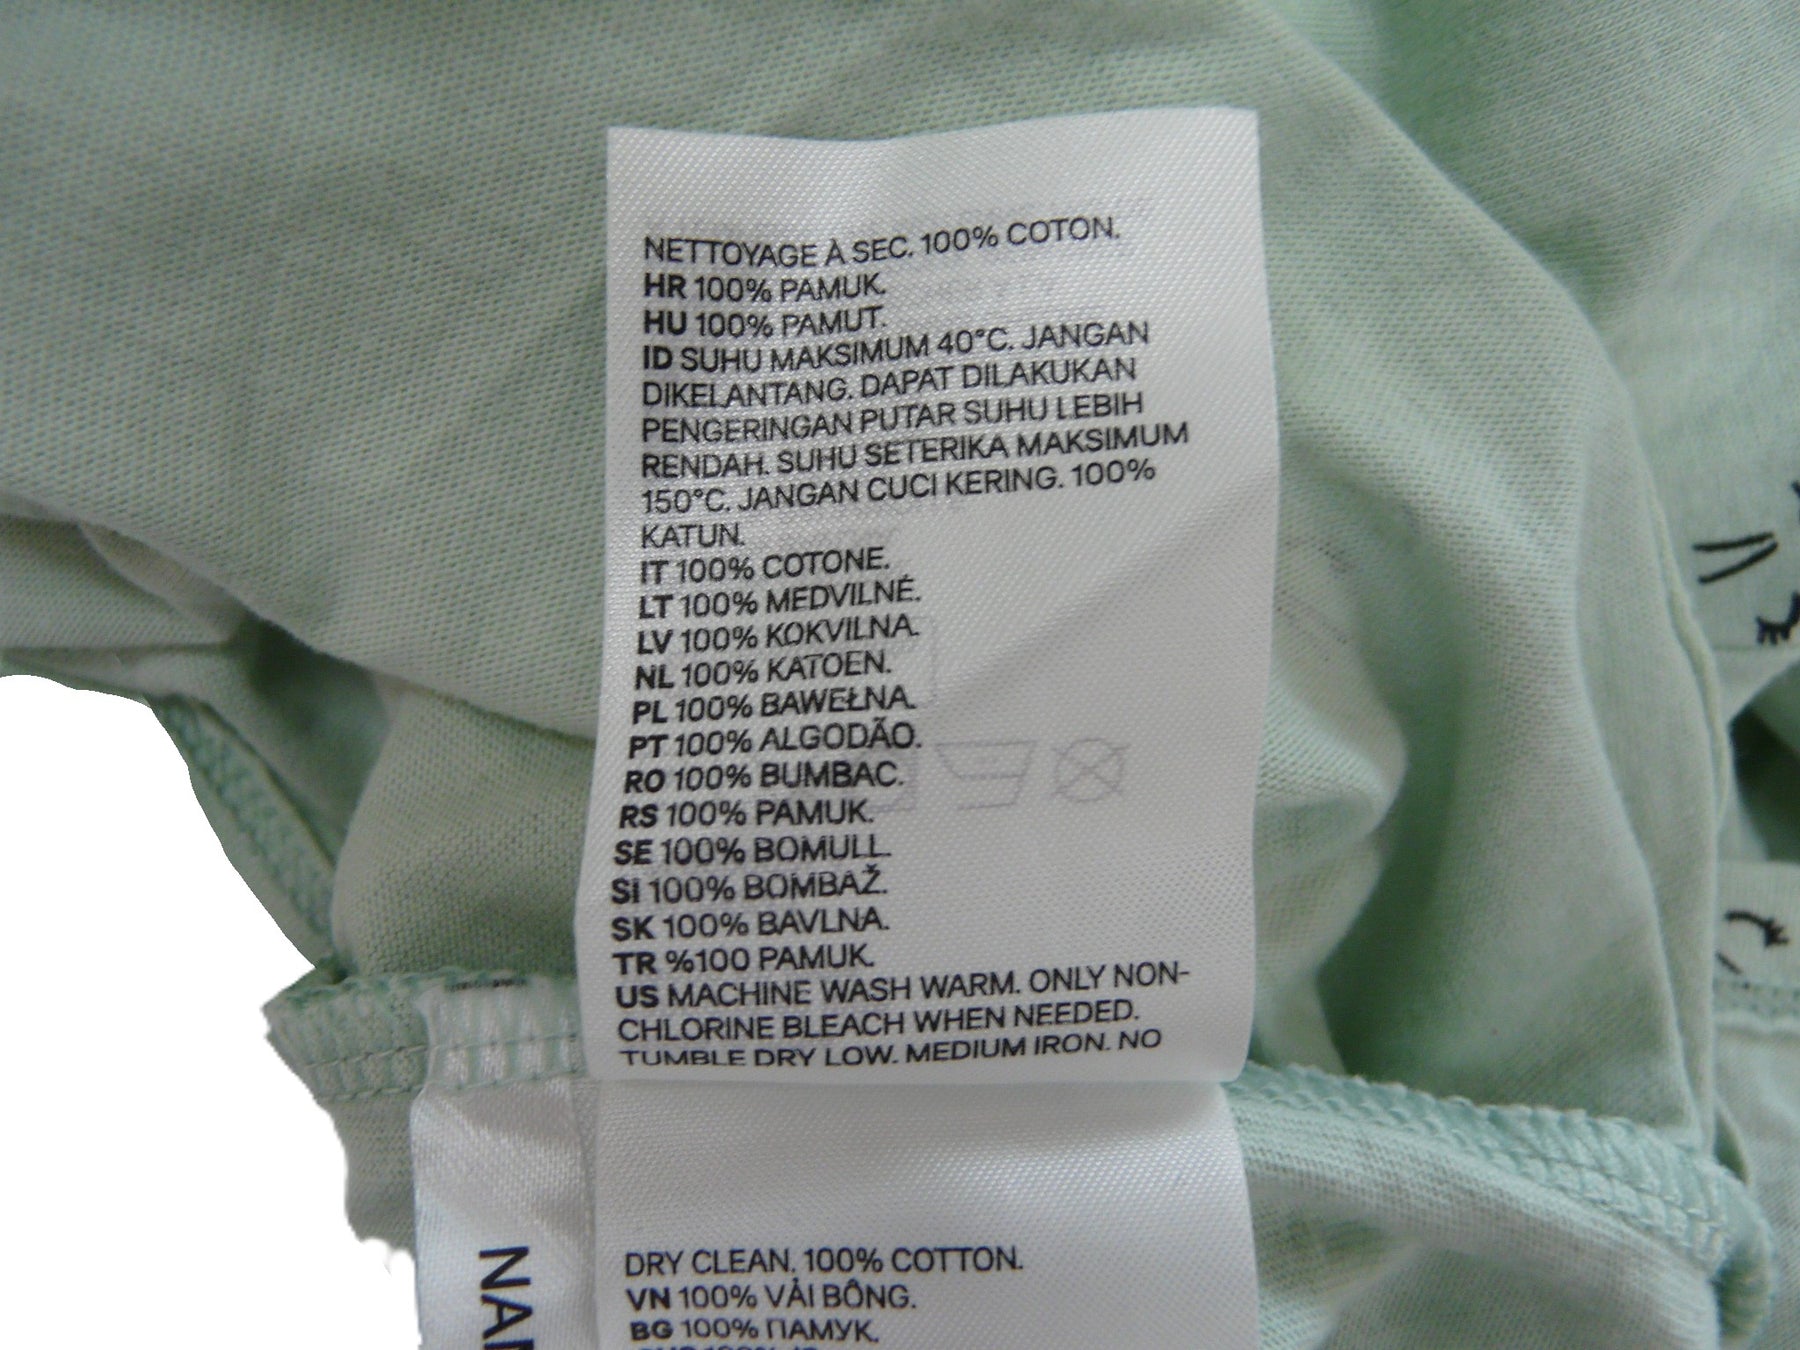 NETTOYAGE À SEC. 100% COTON.
HR 100% PAMUK.
HU 100% PAMUT.
ID SUHU MAKSIMUM 40°C. JANGAN
DIKELANTANG. DAPAT DILAKUKAN
PENGERINGAN PUTAR SUHU LEBIH
RENDAH. SUHU SETERIKA MAKSIMUM
150°C. JANGAN CUCI KERING. 100%
KATUN.
IT 100% COTONE.
LT 100% MEDVILNĖ.
LV 100% KOKVILNA.
NL 100% KATOEN.
PL 100% BAWEŁNA.
PT 100% ALGODÃO.
RO 100% BUMBAC.
RS 100% PAMUK.
SE 100% BOMULL.
SI 100% BOMBAŽ.
SK 100% BAVLNA.
TR %100 PAMUK.
US MACHINE WASH WARM. ONLY NON-
CHLORINE BLEACH WHEN NEEDED.
TUMBLE DRY LOW. MEDIUM IRON. NO
DRY CLEAN. 100% COTTON.
VN 100% VẢI BÔNG.
BG 100% ПАМУК.